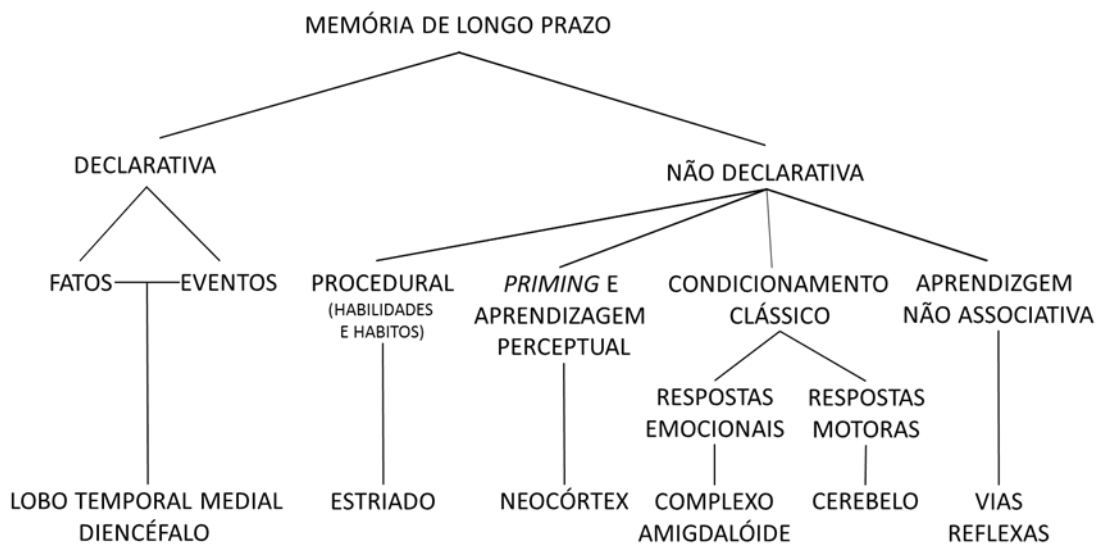 MEMÓRIA DE LONGO PRAZO
DECLARATIVA
NÃO DECLARATIVA
FATOS
EVENTOS
PROCEDURAL
(HABILIDADES
E HABITOS)
PRIMING E
APRENDIZAGEM
PERCEPTUAL
CONDICIONAMENTO
CLÁSSICO
APRENDIZGEM
NÃO ASSOCIATIVA
RESPOSTAS
EMOCIONAIS
RESPOSTAS
MOTORAS
LOBO TEMPORAL MEDIAL
DIENCÉFALO
ESTRIADO
NEOCÓRTEX
COMPLEXO
AMIGDALÓIDE
CEREBELO
VIAS
REFLEXAS